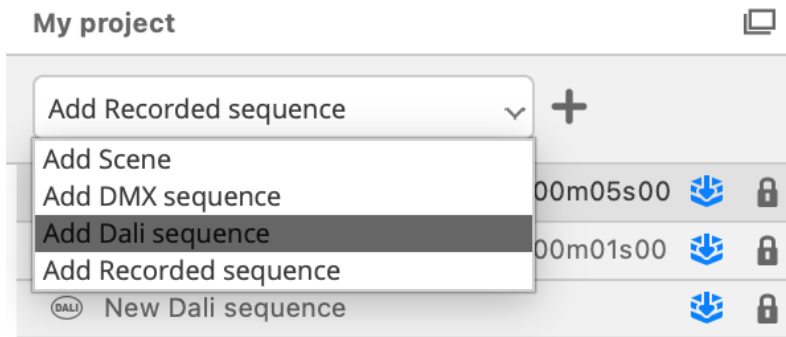 My project
Add Recorded sequence
Add Scene
Add DMX sequence
00m05s00
Add Dali sequence
00m01s00
Add Recorded sequence
DALI New Dali sequence